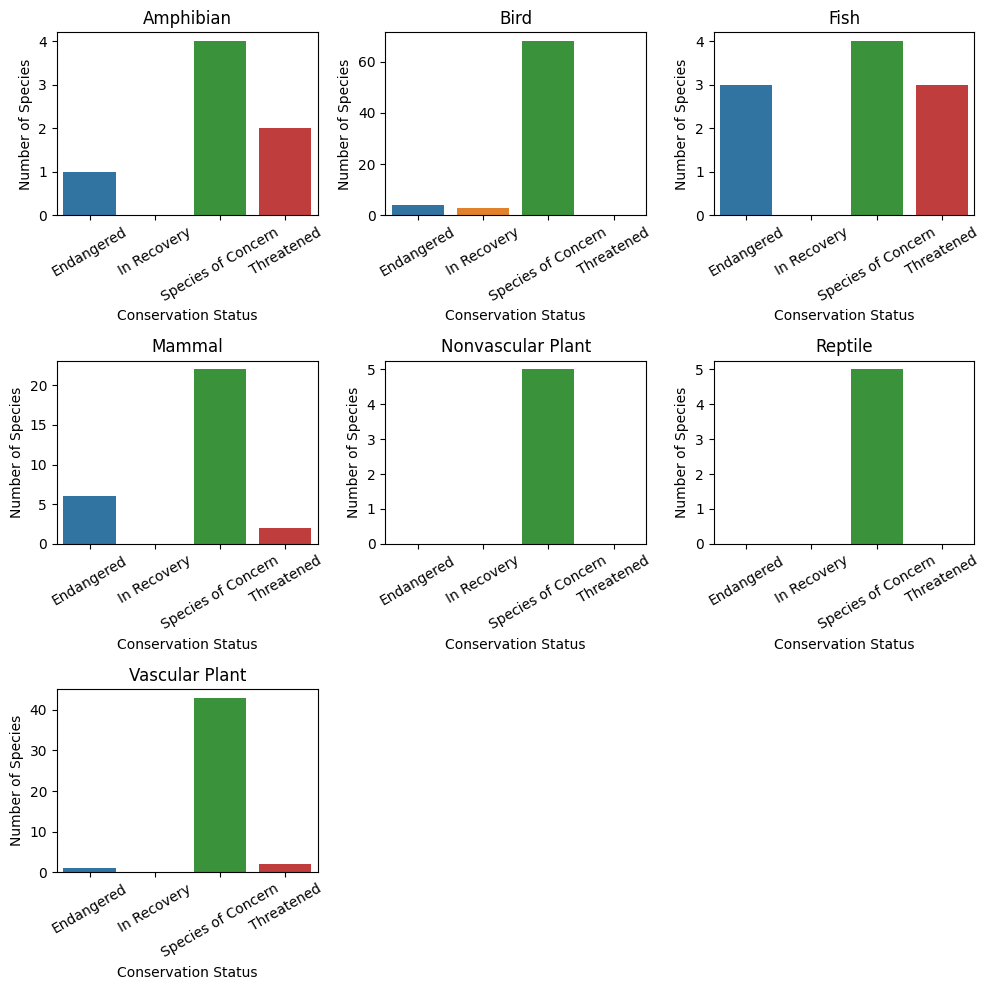 Amphibian
Number of Species
4
3
2
1
0
Endangered
In Recovery
Species of Concern
Threatened
Conservation Status
Bird
Number of Species
60
40
20
0
Endangered
In Recovery
Species of Concern
Threatened
Conservation Status
Fish
Number of Species
4
3
2
1
0
Endangered
In Recovery
Species of Concern
Threatened
Conservation Status
Mammal
Number of Species
20
15
10
5
0
Endangered
In Recovery
Species of Concern
Threatened
Conservation Status
Nonvascular Plant
Number of Species
5
4
3
2
1
0
Endangered
In Recovery
Species of Concern
Threatened
Conservation Status
Reptile
Number of Species
5
4
3
2
1
0
Endangered
In Recovery
Species of Concern
Threatened
Conservation Status
Vascular Plant
Number of Species
40
30
20
10
0
Endangered
In Recovery
Species of Concern
Threatened
Conservation Status